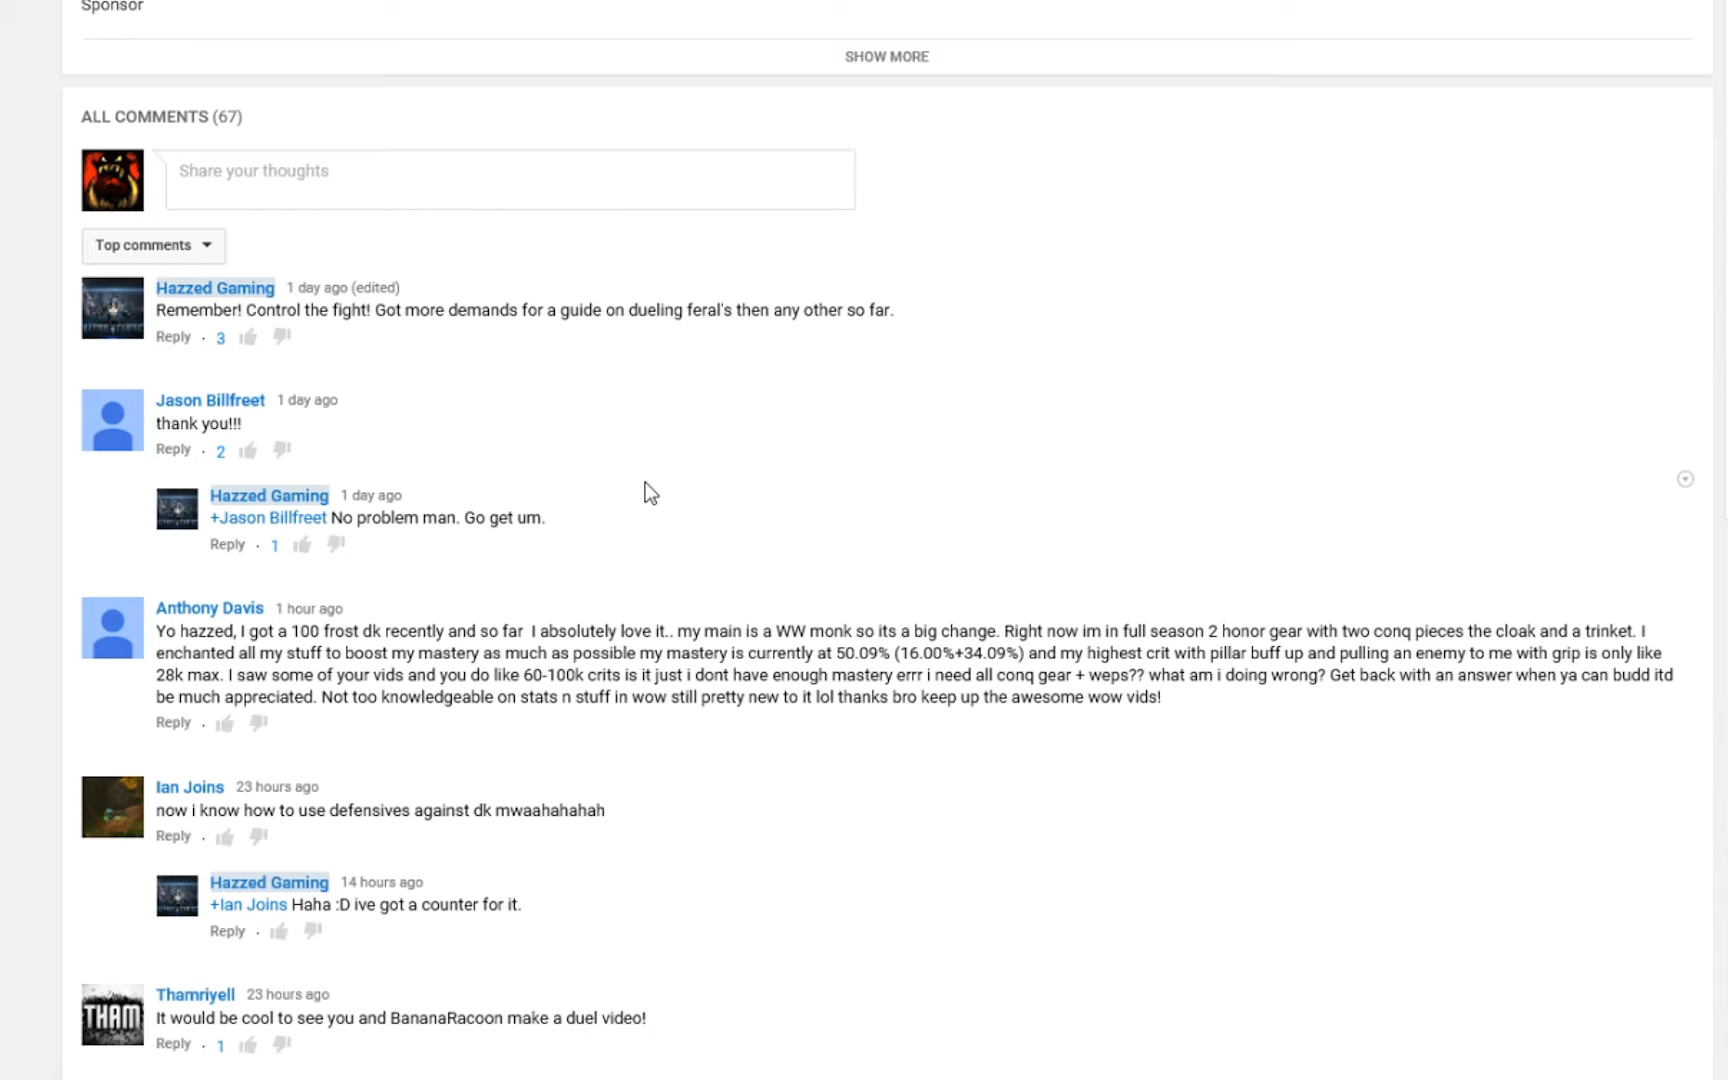 Sponsor
SHOW MORE
ALL COMMENTS (67)
Share your thoughts
Top comments
Hazzed Gaming 1 day ago (edited)
Remember! Control the fight! Got more demands for a guide on dueling feral's then any other so far.
Reply · 3
Jason Billfreet 1 day ago
thank you!!!
Reply · 2
Hazzed Gaming 1 day ago
+Jason Billfreet No problem man. Go get um.
Reply · 1
Anthony Davis 1 hour ago
Yo hazzed, I got a 100 frost dk recently and so far I absolutely love it.. my main is a WW monk so its a big change. Right now im in full season 2 honor gear with two conq pieces the cloak and a trinket. I
enchanted all my stuff to boost my mastery as much as possible my mastery is currently at 50.09% (16.00%+34.09%) and my highest crit with pillar buff up and pulling an enemy to me with grip is only like
28k max. I saw some of your vids and you do like 60-100k crits is it just i dont have enough mastery errr i need all conq gear + weps?? what am i doing wrong? Get back with an answer when ya can budd itd
be much appreciated. Not too knowledgeable on stats n stuff in wow still pretty new to it lol thanks bro keep up the awesome wow vids!
Reply ·
Ian Joins 23 hours ago
now i know how to use defensives against dk mwaahahahah
Reply ·
Hazzed Gaming 14 hours ago
+Ian Joins Haha :D ive got a counter for it.
Reply ·
THAM
Thamriyell 23 hours ago
It would be cool to see you and BananaRacoon make a duel video!
Reply · 1